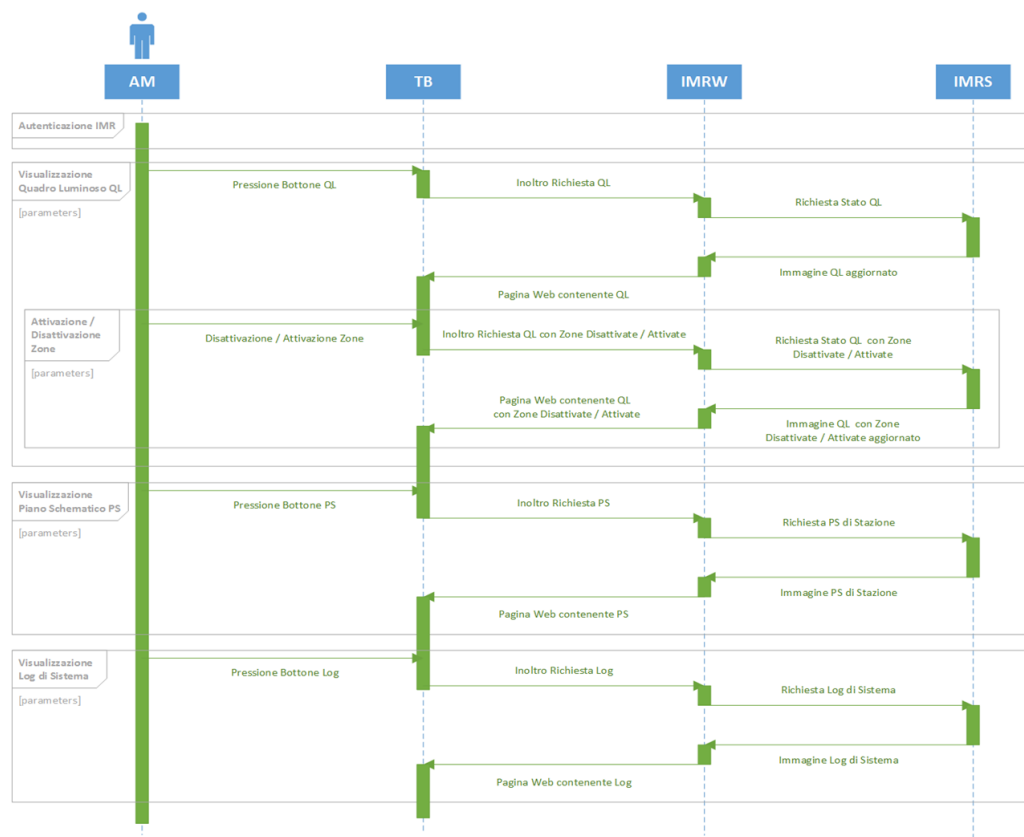 AM
TB
IMRW
IMRS
Autenticazione IMR
Visualizzazione
Quadro Luminoso QL
[parameters]
Pressione Bottone QL
Inoltro Richiesta QL
Richiesta Stato QL
Immagine QL aggiornato
Pagina Web contenente QL
Attivazione /
Disattivazione
Zone
[parameters]
Disattivazione / Attivazione Zone
Inoltro Richiesta QL con Zone Disattivate / Attivate
Richiesta Stato QL con Zone
Disattivate / Attivate
Pagina Web contenente QL
con Zone Disattivate / Attivate
Immagine QL con Zone
Disattivate / Attivate aggiornato
Visualizzazione
Piano Schematico PS
[parameters]
Pressione Bottone PS
Inoltro Richiesta PS
Richiesta PS di Stazione
Immagine PS di Stazione
Pagina Web contenente PS
Visualizzazione
Log di Sistema
[parameters]
Pressione Bottone Log
Inoltro Richiesta Log
Richiesta Log di Sistema
Immagine Log di Sistema
Pagina Web contenente Log